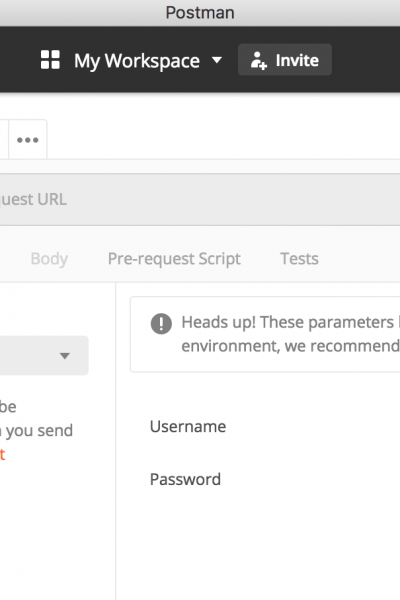 Postman
My Workspace
Invite
•••
uest URL
Body
Pre-request Script
Tests
Heads up! These parameters
environment, we recommend
be
you send
t
Username
Password